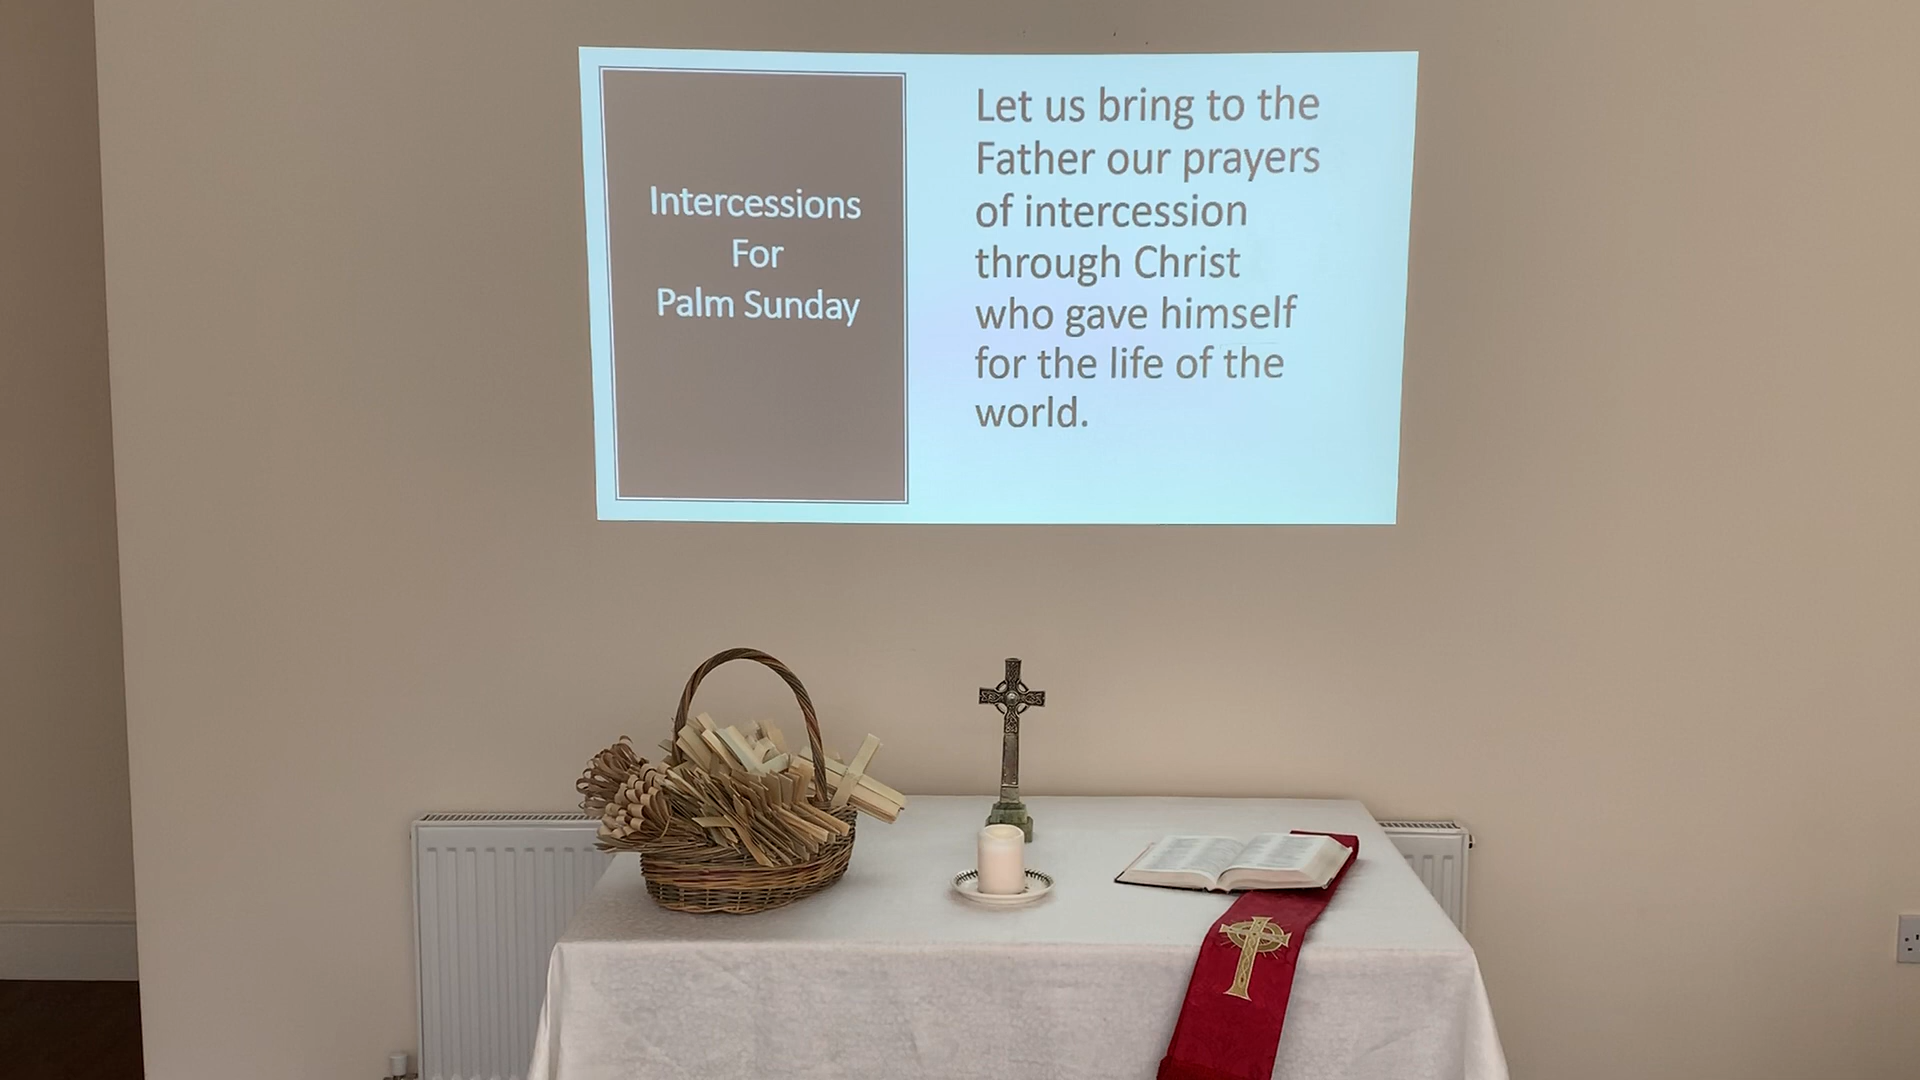 Intercessions
For
Palm Sunday
Let us bring to the
Father our prayers
of intercession
through Christ
who gave himself
for the life of the
world.